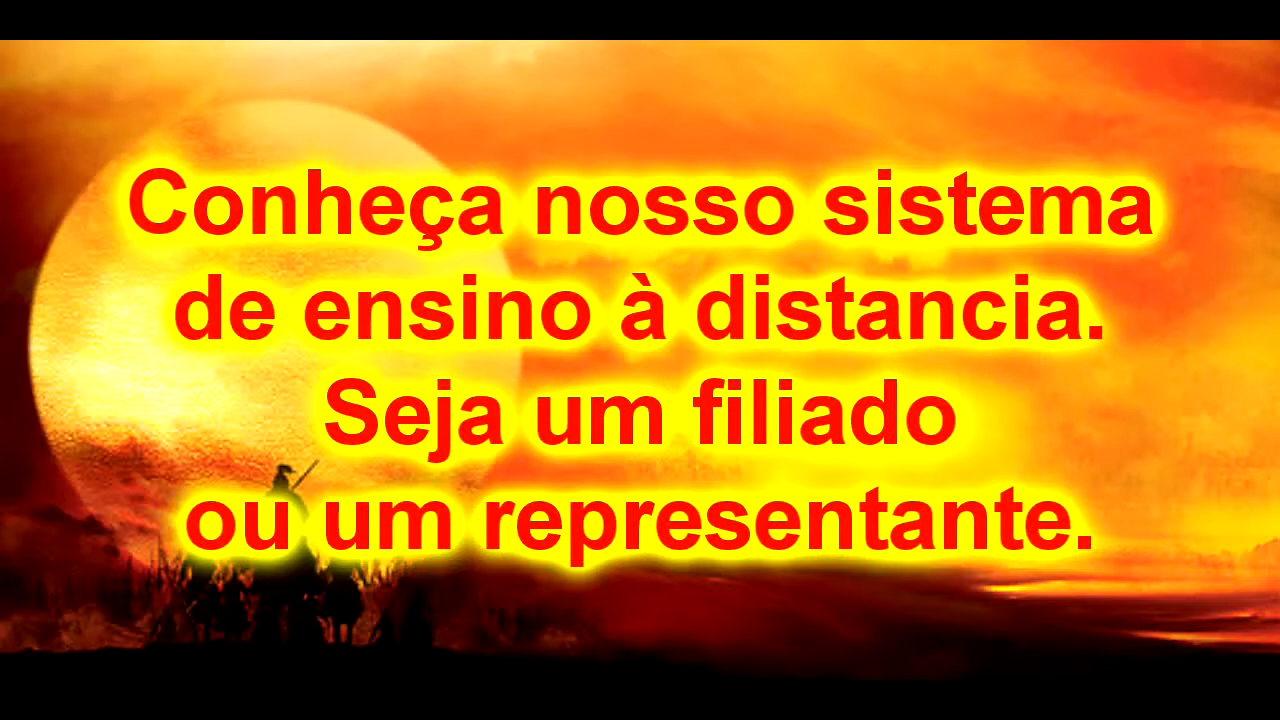 Conheça nosso sistema
de ensino à distancia.
Seja um filiado
ou um representante.